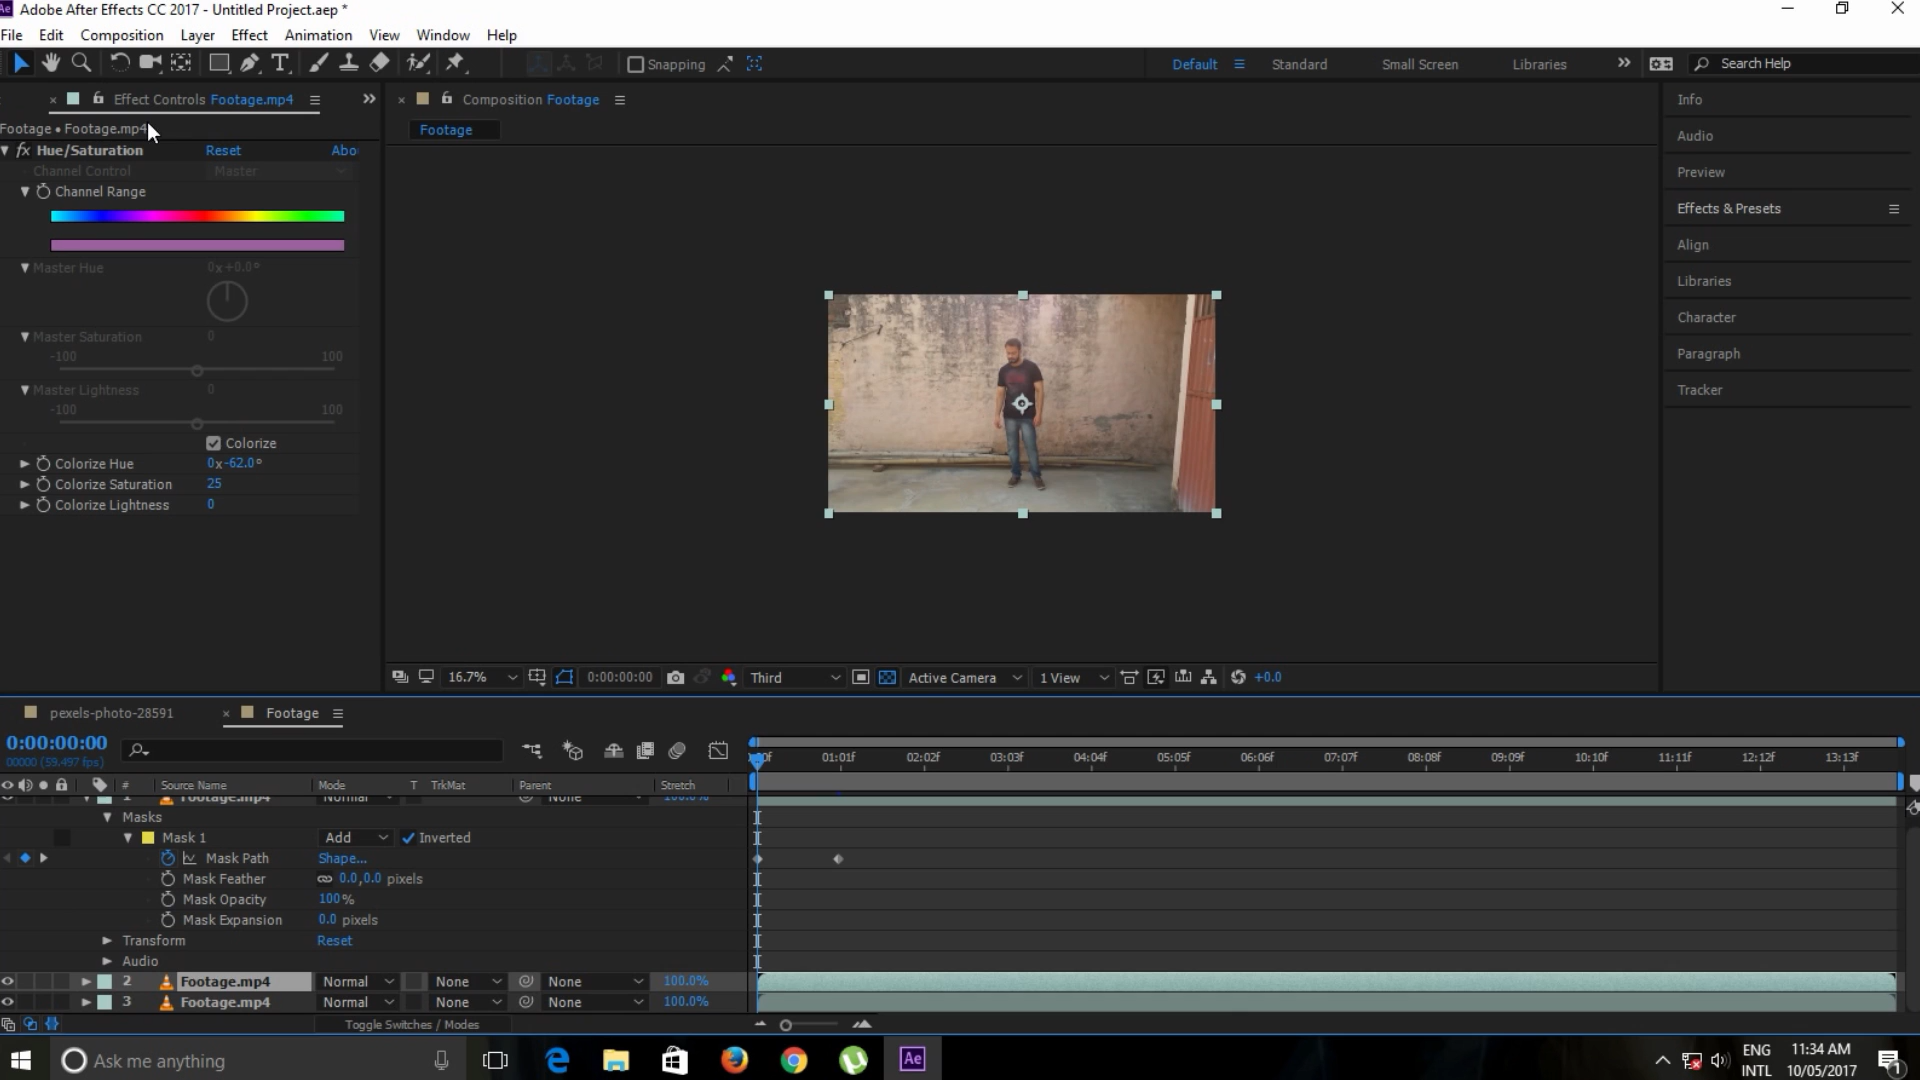 Adobe After Effects CC 2017 - Untitled Project.aep *
File Edit Composition Layer Effect Animation View Window Help
Snapping Default Standard Small Screen Libraries Search Help
Effect Controls Footage.mp4
Footage • Footage.mp4
fx Hue/Saturation Reset Abo
Channel Control Master
Channel Range
Master Hue 0x+0.0°
Master Saturation 0
-100 100
Master Lightness 0
-100 100
Colorize
Colorize Hue 0x-62.0°
Colorize Saturation 25
Colorize Lightness 0
Composition Footage
Footage
16.7% 0:00:00:00 Third Active Camera 1 View +0.0
Info
Audio
Preview
Effects & Presets
Align
Libraries
Character
Paragraph
Tracker
pexels-photo-28591 Footage
0:00:00:00
00000 (59.497 fps)
01:01f 02:02f 03:03f 04:04f 05:05f 06:06f 07:07f 08:08f 09:09f 10:10f 11:11f 12:12f 13:13f
# Source Name Mode T TrkMat Parent Stretch
1 Footage.mp4 Normal None 100.0%
Masks
Mask 1 Add Inverted
Mask Path Shape...
Mask Feather 0.0,0.0 pixels
Mask Opacity 100%
Mask Expansion 0.0 pixels
Transform Reset
Audio
2 Footage.mp4 Normal None None 100.0%
3 Footage.mp4 Normal None None 100.0%
Toggle Switches / Modes
Ask me anything
Ae
ENG 11:34 AM
INTL 10/05/2017
1